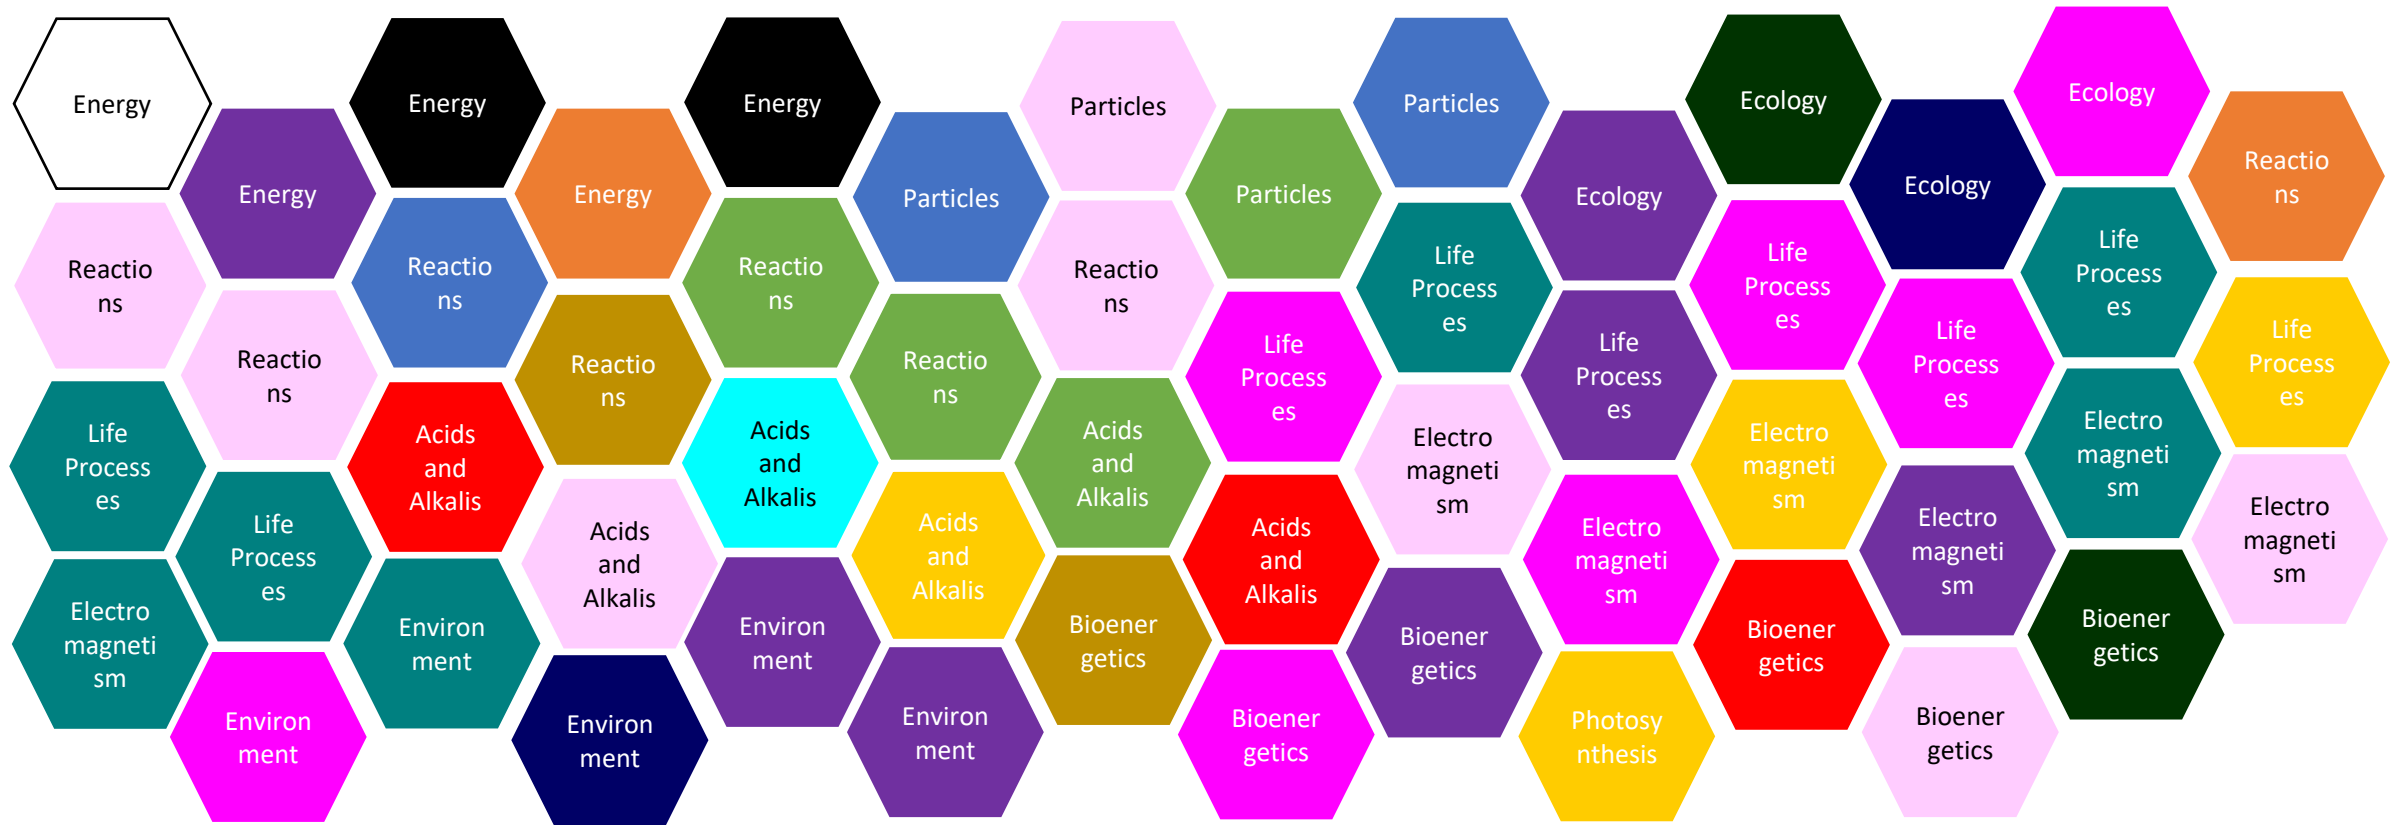 Energy
Energy
Energy
Energy
Energy
Particles
Particles
Particles
Particles
Ecology
Ecology
Ecology
Ecology
Reactio
ns
Reactio
ns
Reactio
ns
Reactio
ns
Reactio
ns
Reactio
ns
Reactio
ns
Reactio
ns
Life
Process
es
Life
Process
es
Life
Process
es
Life
Process
es
Life
Process
es
Life
Process
es
Life
Process
es
Life
Process
es
Life
Process
es
Acids
and
Alkalis
Acids
and
Alkalis
Acids
and
Alkalis
Acids
and
Alkalis
Acids
and
Alkalis
Acids
and
Alkalis
Electro
magneti
sm
Electro
magneti
sm
Electro
magneti
sm
Electro
magneti
sm
Electro
magneti
sm
Electro
magneti
sm
Electro
magneti
sm
Environ
ment
Environ
ment
Environ
ment
Environ
ment
Environ
ment
Bioener
getics
Bioener
getics
Bioener
getics
Photosy
nthesis
Bioener
getics
Bioener
getics
Bioener
getics